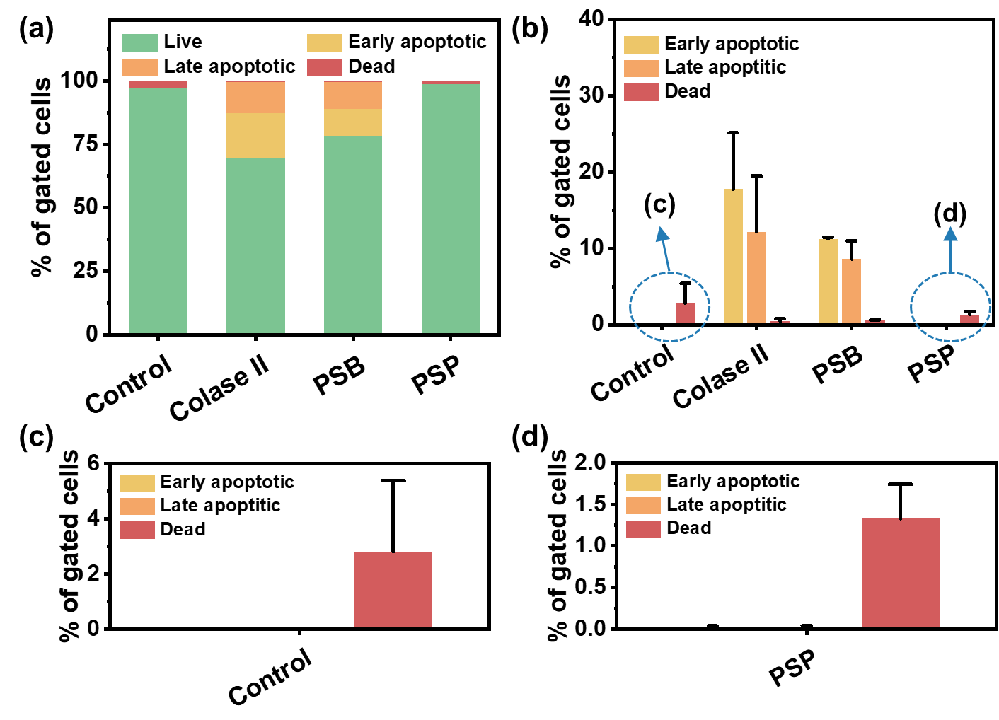 (a)
Live
Early apoptotic
Late apoptotic
Dead
% of gated cells
100
75
50
25
0
Control
Colase II
PSB
PSP
(b)
Early apoptotic
Late apoptitic
Dead
% of gated cells
40
30
20
10
0
(c)
(d)
Control
Colase II
PSB
PSP
(c)
Early apoptotic
Late apoptitic
Dead
% of gated cells
6
4
2
0
Control
(d)
Early apoptotic
Late apoptitic
Dead
% of gated cells
2.0
1.5
1.0
0.5
0.0
PSP